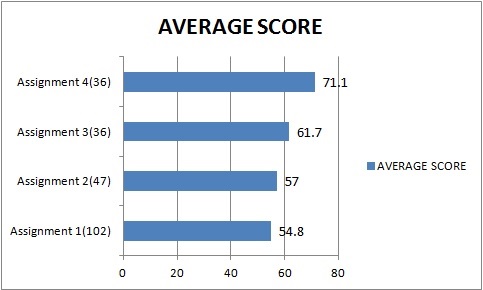 AVERAGE SCORE
Assignment 4(36)
71.1
Assignment 3(36)
61.7
Assignment 2(47)
57
Assignment 1(102)
54.8
AVERAGE SCORE
0 20 40 60 80